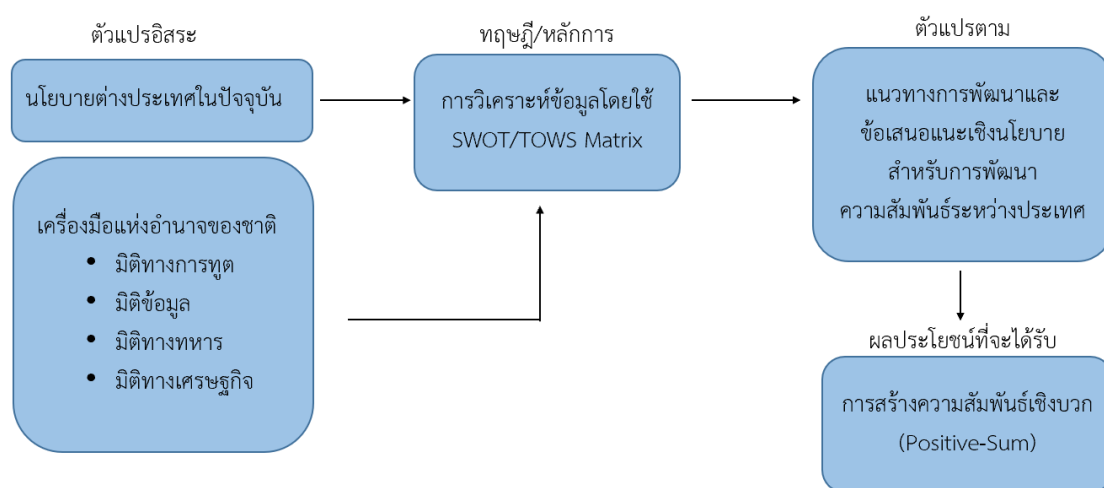 ตัวแปรอิสระ
นโยบายต่างประเทศในปัจจุบัน
เครื่องมือแห่งอำนาจของชาติ
• มิติทางการทูต
• มิติข้อมูล
• มิติทางทหาร
• มิติทางเศรษฐกิจ
ทฤษฎี/หลักการ
การวิเคราะห์ข้อมูลโดยใช้
SWOT/TOWS Matrix
ตัวแปรตาม
แนวทางการพัฒนาและ
ข้อเสนอแนะเชิงนโยบาย
สำหรับการพัฒนา
ความสัมพันธ์ระหว่างประเทศ
ผลประโยชน์ที่จะได้รับ
การสร้างความสัมพันธ์เชิงบวก
(Positive-Sum)